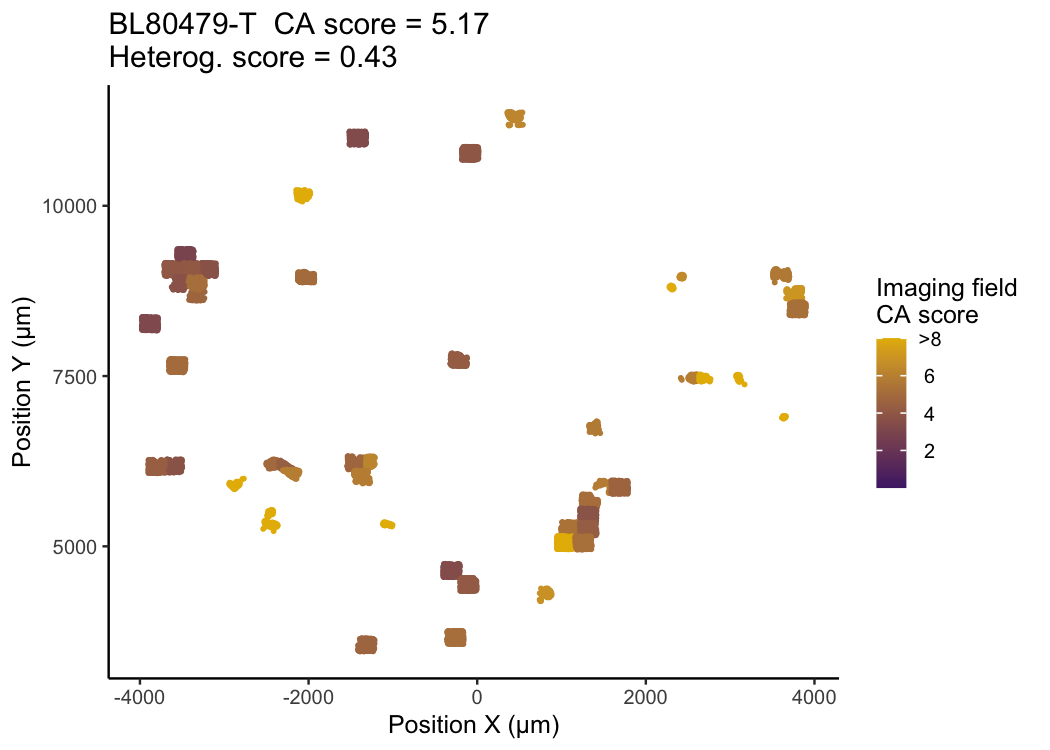 BL80479-T  CA score = 5.17
Heterog. score = 0.43
Position Y (µm)
10000
7500
5000
-4000
-2000
0
2000
4000
Position X (µm)
Imaging field
CA score
>8
6
4
2